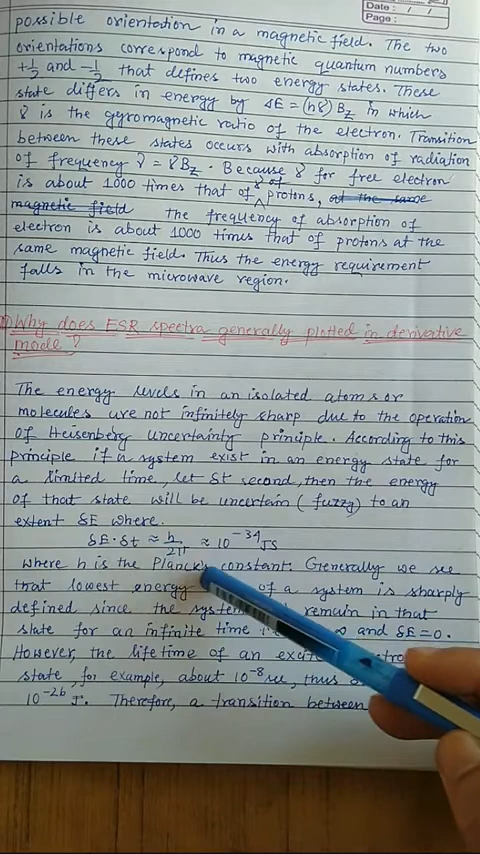 Date : / /
Page :
possible orientation in a magnetic field. The two
orientations correspond to magnetic quantum numbers
+1/2 and -1/2 that defines two energy states. These
state differs in energy by ΔE = (hγ) Bz in which
γ is the gyromagnetic ratio of the electron. Transition
between these states occurs with absorption of radiation
of frequency γ = γBz. Because γ for free electron
is about 1000 times that γ of protons, at the same
magnetic field the frequency of absorption of
electron is about 1000 times that of protons at the
same magnetic field. Thus the energy requirement
falls in the microwave region.
Why does ESR spectra generally plotted in derivative
mode ?
The energy levels in an isolated atoms or
molecules are not infinitely sharp due to the operation
of Heisenberg uncertainty principle. According to this
principle if a system exist in an energy state for
a limited time, let δt second, then the energy
of that state will be uncertain (fuzzy) to an
extent δE where.
δE·δt ≈ h/2π ≈ 10^-34 JS
where h is the Planck's constant. Generally we see
that lowest energy of a system is sharply
defined since the system remain in that
state for an infinite time ∞ and δE=0.
However, the lifetime of an
state, for example, about 10^-8 sec, thus
10^-26 J. Therefore, a transition between